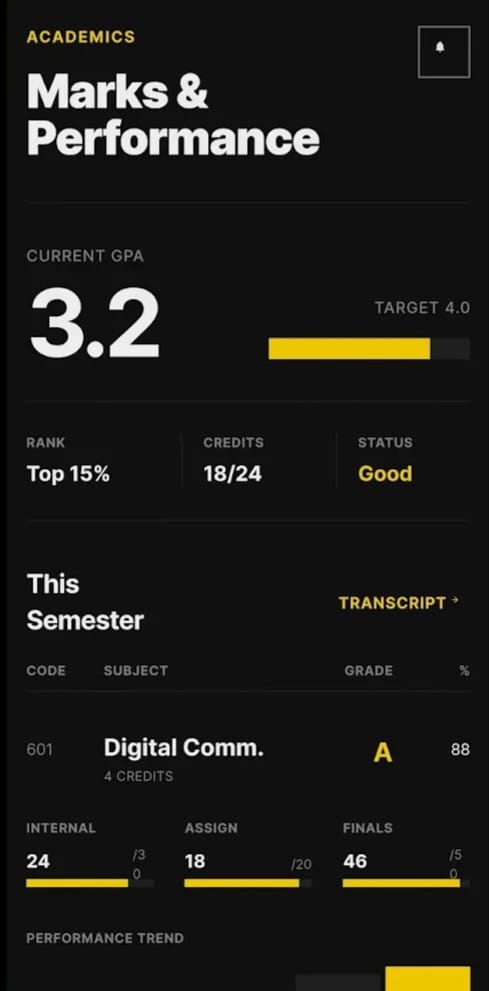 ACADEMICS
Marks &
Performance
CURRENT GPA
3.2
TARGET 4.0
RANK
CREDITS
STATUS
Top 15%
18/24
Good
This
Semester
TRANSCRIPT →
CODE SUBJECT GRADE %
601 Digital Comm. A 88
4 CREDITS
INTERNAL ASSIGN FINALS
24 /3
0
18 /20
46 /5
0
PERFORMANCE TREND